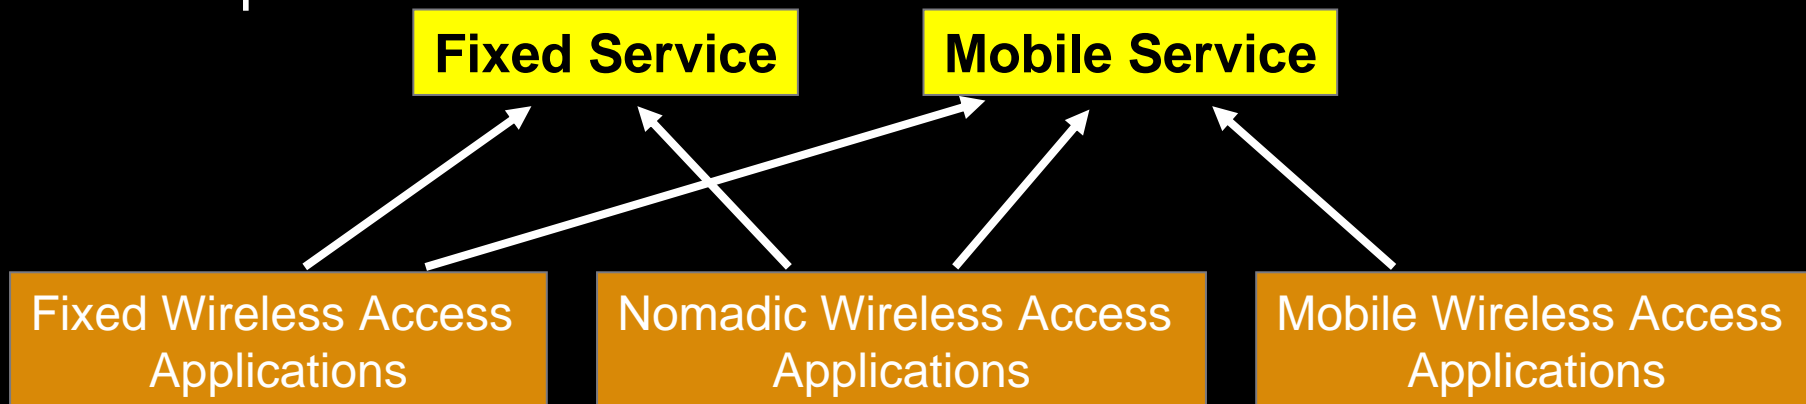 Fixed Service
Mobile Service
Fixed Wireless Access
Applications
Nomadic Wireless Access
Applications
Mobile Wireless Access
Applications